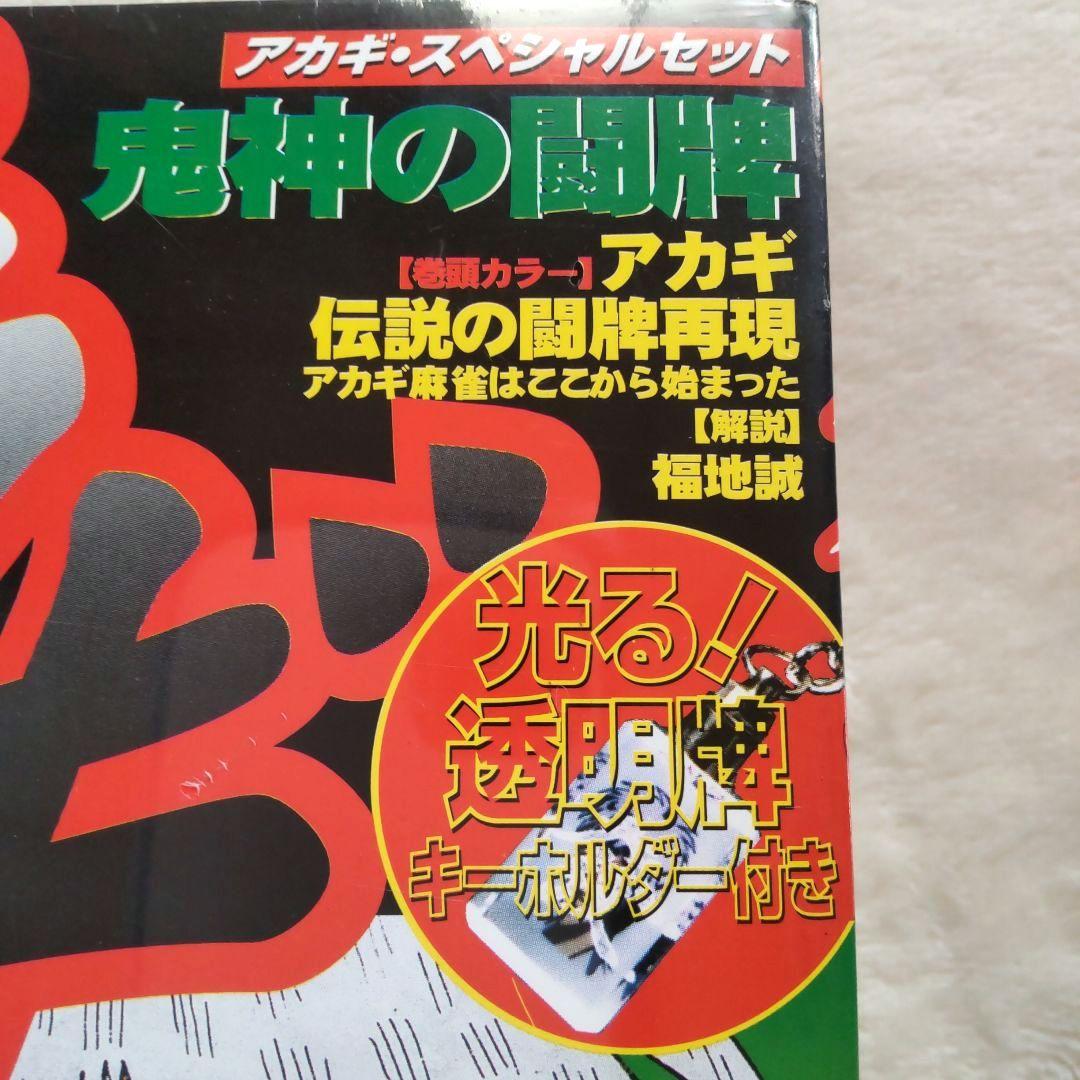 アカギ・スペシャルセット
鬼神の闘牌
【巻頭カラー】アカギ
伝説の闘牌再現
アカギ麻雀はここから始まった
【解説】
福地誠
光る!
透明牌
キーホルダー付き